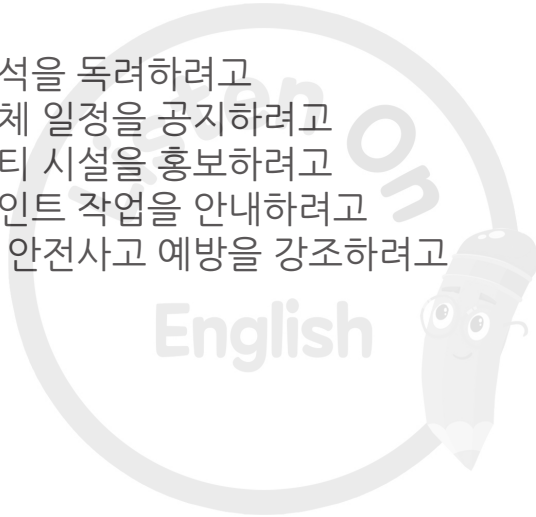 석을 독려하려고
체 일정을 공지하려고
티 시설을 홍보하려고
인트 작업을 안내하려고
안전사고 예방을 강조하려고
Listen On
English